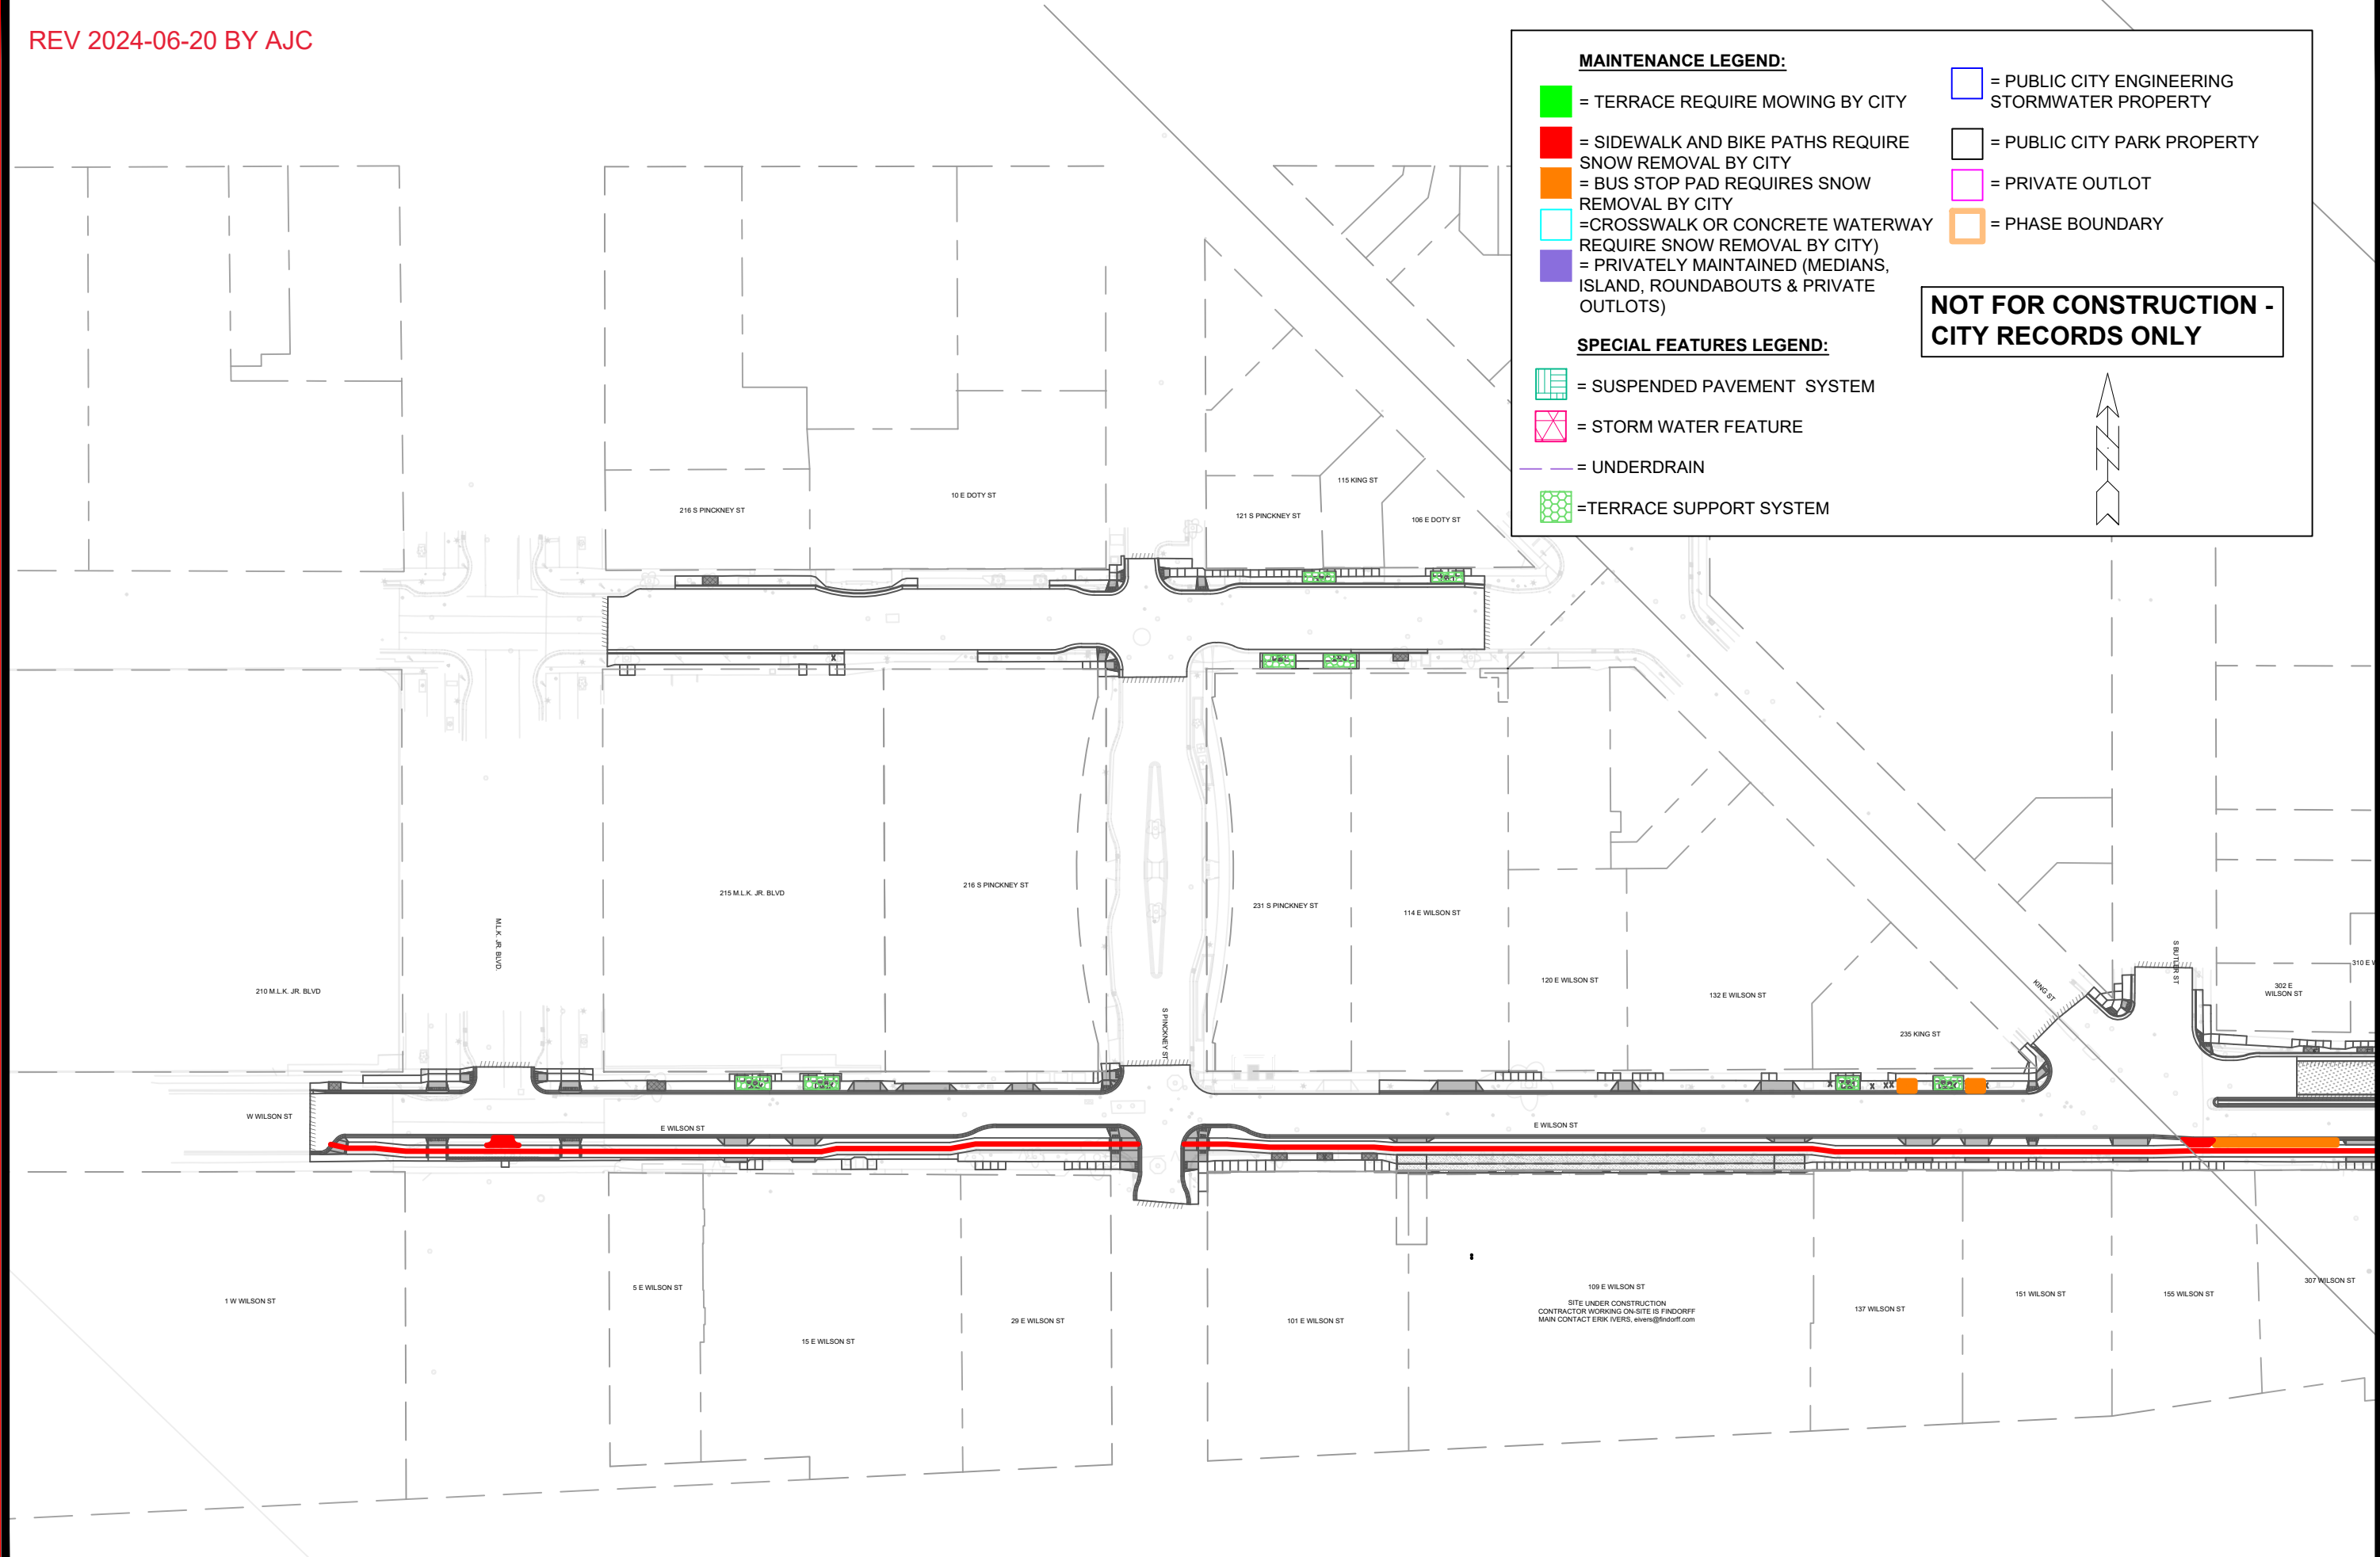 REV 2024-06-20 BY AJC
MAINTENANCE LEGEND:
= TERRACE REQUIRE MOWING BY CITY
= SIDEWALK AND BIKE PATHS REQUIRE
SNOW REMOVAL BY CITY
= BUS STOP PAD REQUIRES SNOW
REMOVAL BY CITY
=CROSSWALK OR CONCRETE WATERWAY
REQUIRE SNOW REMOVAL BY CITY)
= PRIVATELY MAINTAINED (MEDIANS,
ISLAND, ROUNDABOUTS & PRIVATE
OUTLOTS)
= PUBLIC CITY ENGINEERING
STORMWATER PROPERTY
= PUBLIC CITY PARK PROPERTY
= PRIVATE OUTLOT
= PHASE BOUNDARY
NOT FOR CONSTRUCTION -
CITY RECORDS ONLY
SPECIAL FEATURES LEGEND:
= SUSPENDED PAVEMENT SYSTEM
= STORM WATER FEATURE
= UNDERDRAIN
=TERRACE SUPPORT SYSTEM
N
216 S PINCKNEY ST
10 E DOTY ST
121 S PINCKNEY ST
115 KING ST
106 E DOTY ST
X
210 M.L.K. JR. BLVD
M.L.K. JR. BLVD.
215 M.L.K. JR. BLVD
216 S PINCKNEY ST
S PINCKNEY ST
231 S PINCKNEY ST
114 E WILSON ST
120 E WILSON ST
132 E WILSON ST
235 KING ST
KING ST
S BUTLER ST
302 E
WILSON ST
310 E W
X
X
XX
X
W WILSON ST
E WILSON ST
E WILSON ST
1 W WILSON ST
5 E WILSON ST
15 E WILSON ST
29 E WILSON ST
101 E WILSON ST
109 E WILSON ST
SITE UNDER CONSTRUCTION
CONTRACTOR WORKING ON-SITE IS FINDORFF
MAIN CONTACT ERIK IVERS, eivers@findorff.com
137 WILSON ST
151 WILSON ST
155 WILSON ST
307 WILSON ST